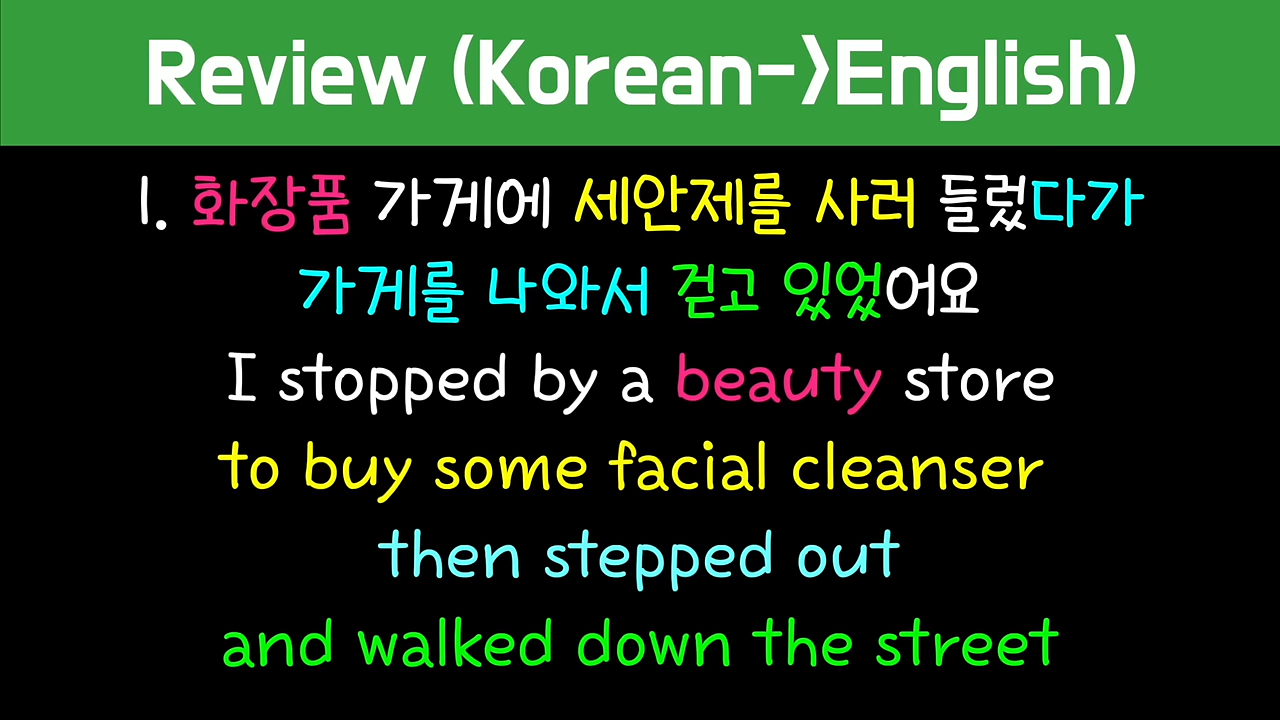 Review (Korean->English)
1. 화장품 가게에 세안제를 사러 들렀다가
가게를 나와서 걷고 있었어요
I stopped by a beauty store
to buy some facial cleanser
then stepped out
and walked down the street